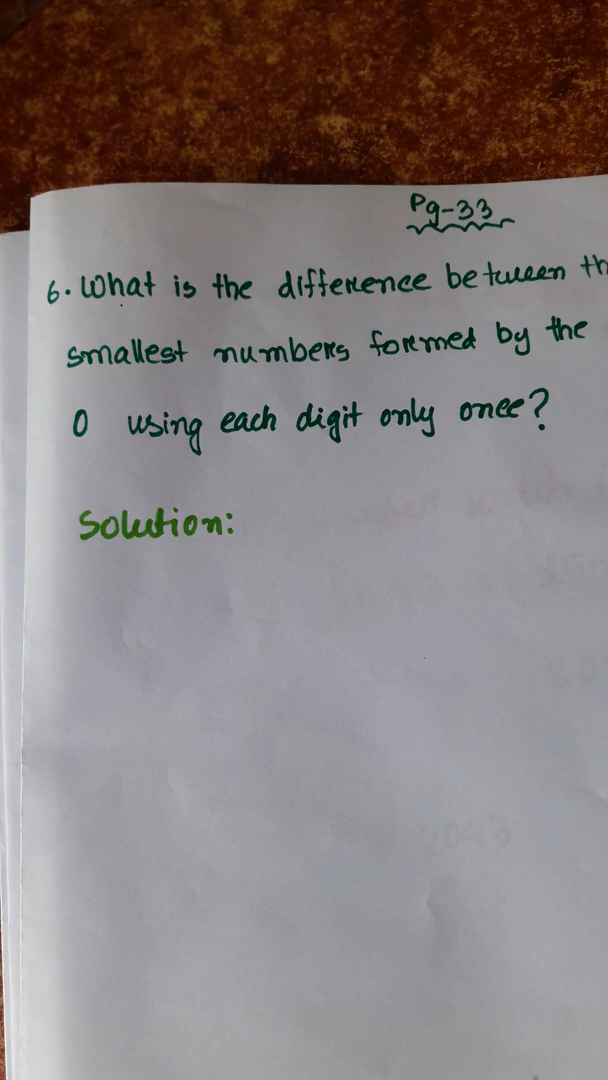 Pg-33
6. What is the difference between th
smallest numbers formed by the
0 using each digit only once?
Solution: